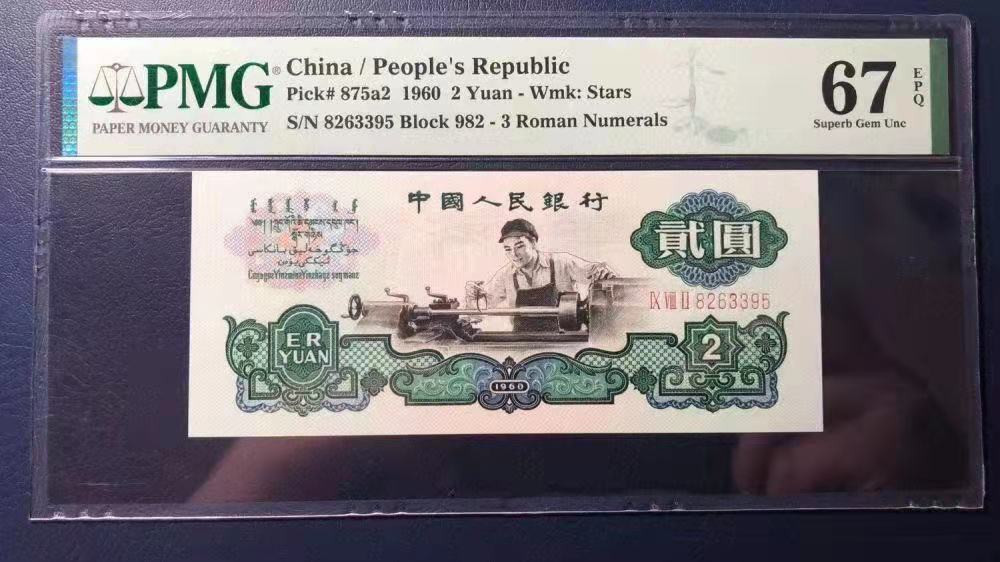 PMG®
PAPER MONEY GUARANTY
China / People's Republic
Pick# 875a2 1960 2 Yuan - Wmk: Stars
S/N 8263395 Block 982 - 3 Roman Numerals
67
EPQ
Superb Gem Unc
中國人民銀行
貳圓
IX VIII II 8263395
ER
YUAN
2
1960